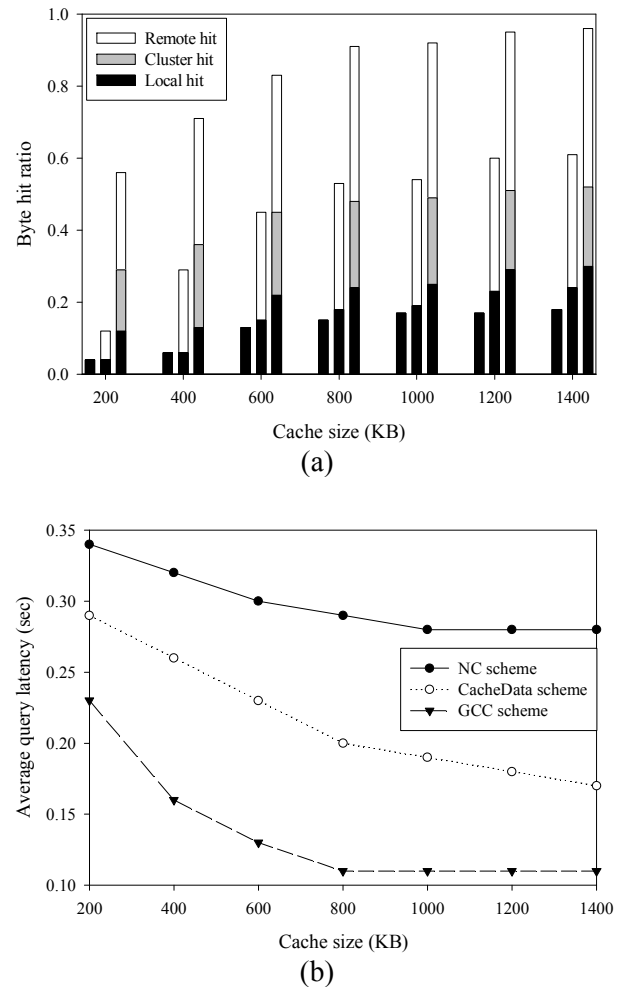 Byte hit ratio
1.0
0.8
0.6
0.4
0.2
0.0
Remote hit
Cluster hit
Local hit
200 400 600 800 1000 1200 1400
Cache size (KB)
(a)
Average query latency (sec)
0.35
0.30
0.25
0.20
0.15
0.10
NC scheme
CacheData scheme
GCC scheme
200 400 600 800 1000 1200 1400
Cache size (KB)
(b)